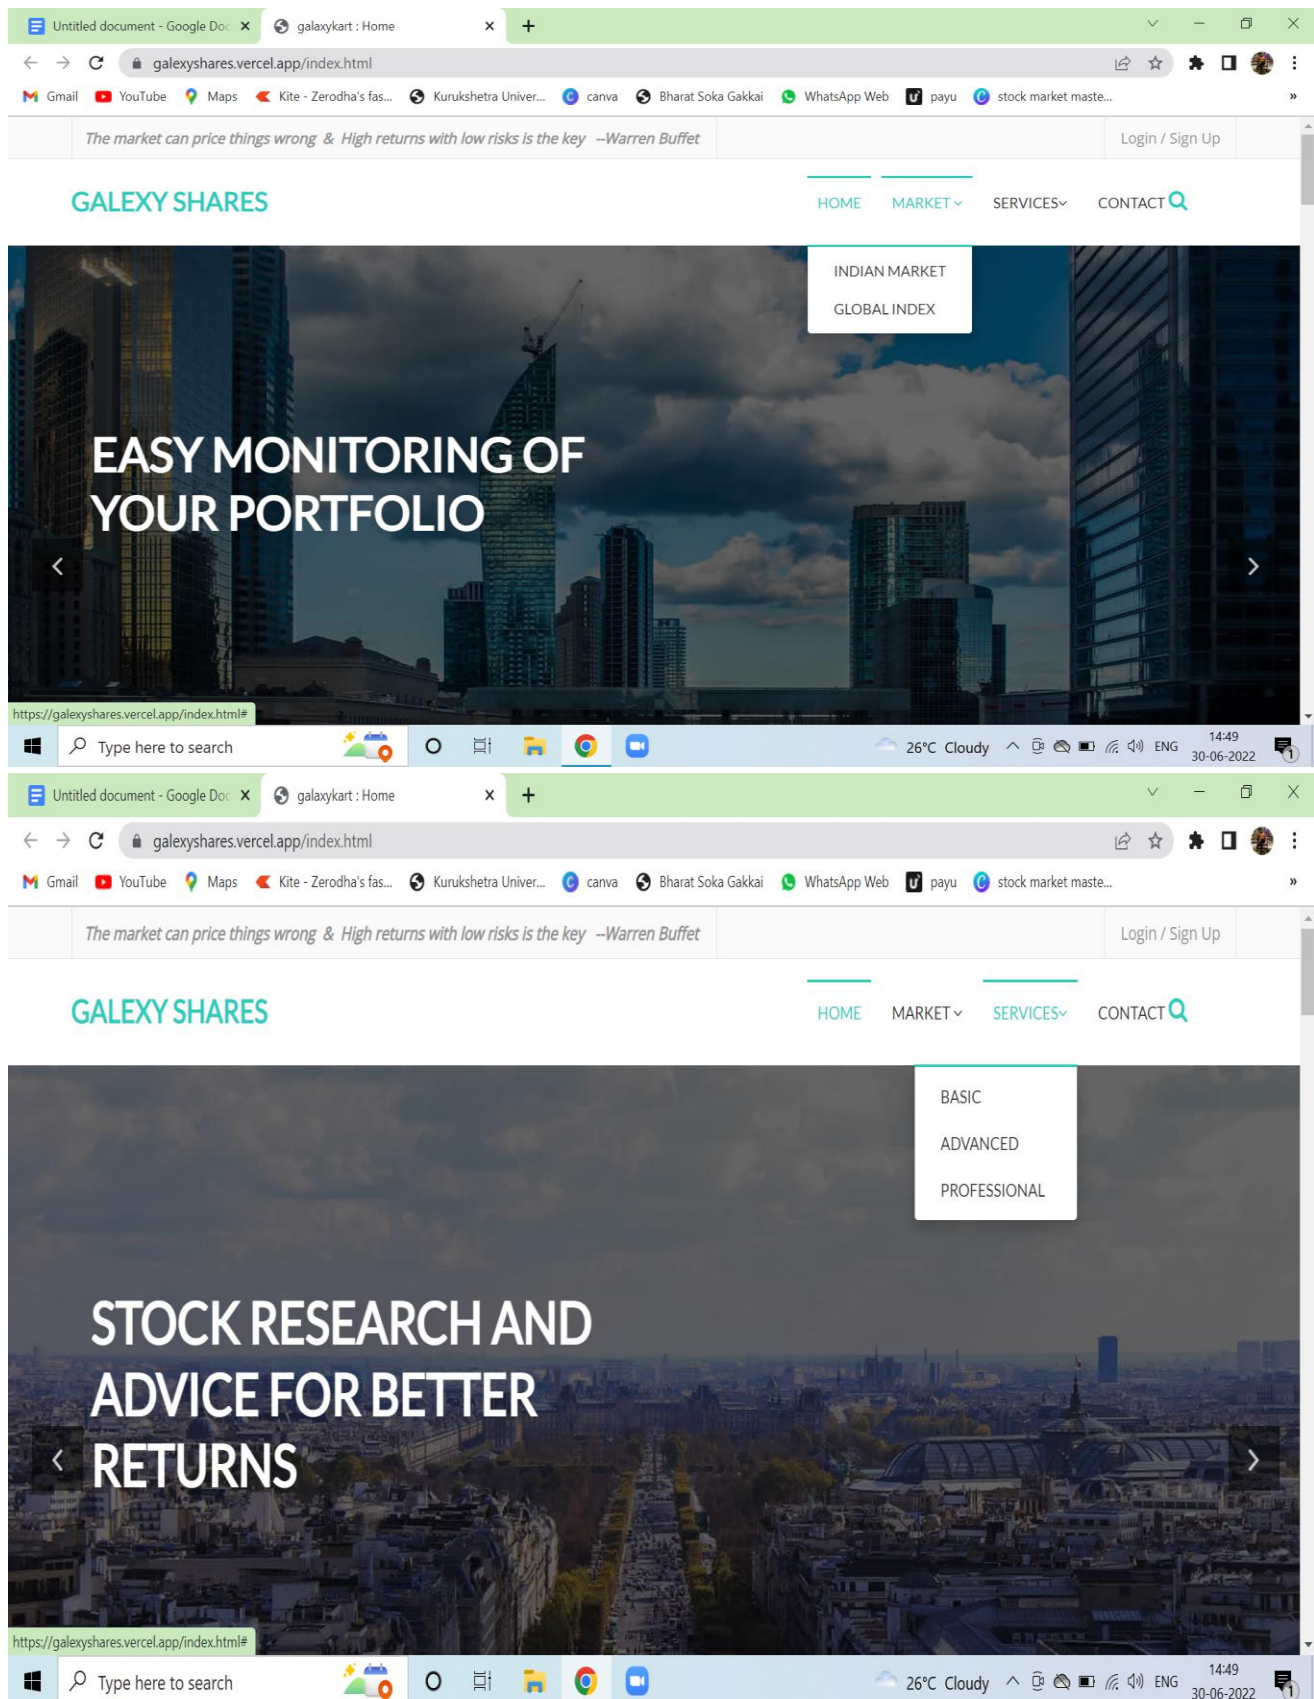 Untitled document - Google Doc
galaxykart : Home
galexyshares.vercel.app/index.html
Gmail YouTube Maps Kite - Zerodha's fas... Kurukshetra Univer... canva Bharat Soka Gakkai WhatsApp Web payu stock market maste... »
The market can price things wrong & High returns with low risks is the key --Warren Buffet
Login / Sign Up
GALEXY SHARES
HOME MARKET SERVICES CONTACT
INDIAN MARKET
GLOBAL INDEX
EASY MONITORING OF
YOUR PORTFOLIO
https://galexyshares.vercel.app/index.html#
Type here to search
26°C Cloudy
ENG
14:49
30-06-2022
1
Untitled document - Google Doc
galaxykart : Home
galexyshares.vercel.app/index.html
Gmail YouTube Maps Kite - Zerodha's fas... Kurukshetra Univer... canva Bharat Soka Gakkai WhatsApp Web payu stock market maste... »
The market can price things wrong & High returns with low risks is the key --Warren Buffet
Login / Sign Up
GALEXY SHARES
HOME MARKET SERVICES CONTACT
BASIC
ADVANCED
PROFESSIONAL
STOCK RESEARCH AND
ADVICE FOR BETTER
RETURNS
https://galexyshares.vercel.app/index.html#
Type here to search
26°C Cloudy
ENG
14:49
30-06-2022
1